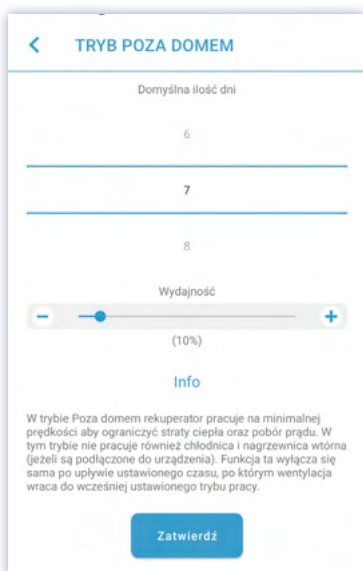 TRYB POZA DOMEM
Domyślna ilość dni
6
7
8
Wydajność
(10%)
Info
W trybie Poza domem rekuperator pracuje na minimalnej
prędkości aby ograniczyć straty ciepła oraz pobór prądu. W
tym trybie nie pracuje również chłodnica i nagrzewnica wtórna
(jeżeli są podłączone do urządzenia). Funkcja ta wyłącza się
sama po upływie ustawionego czasu, po którym wentylacja
wraca do wcześniej ustawionego trybu pracy.
Zatwierdź